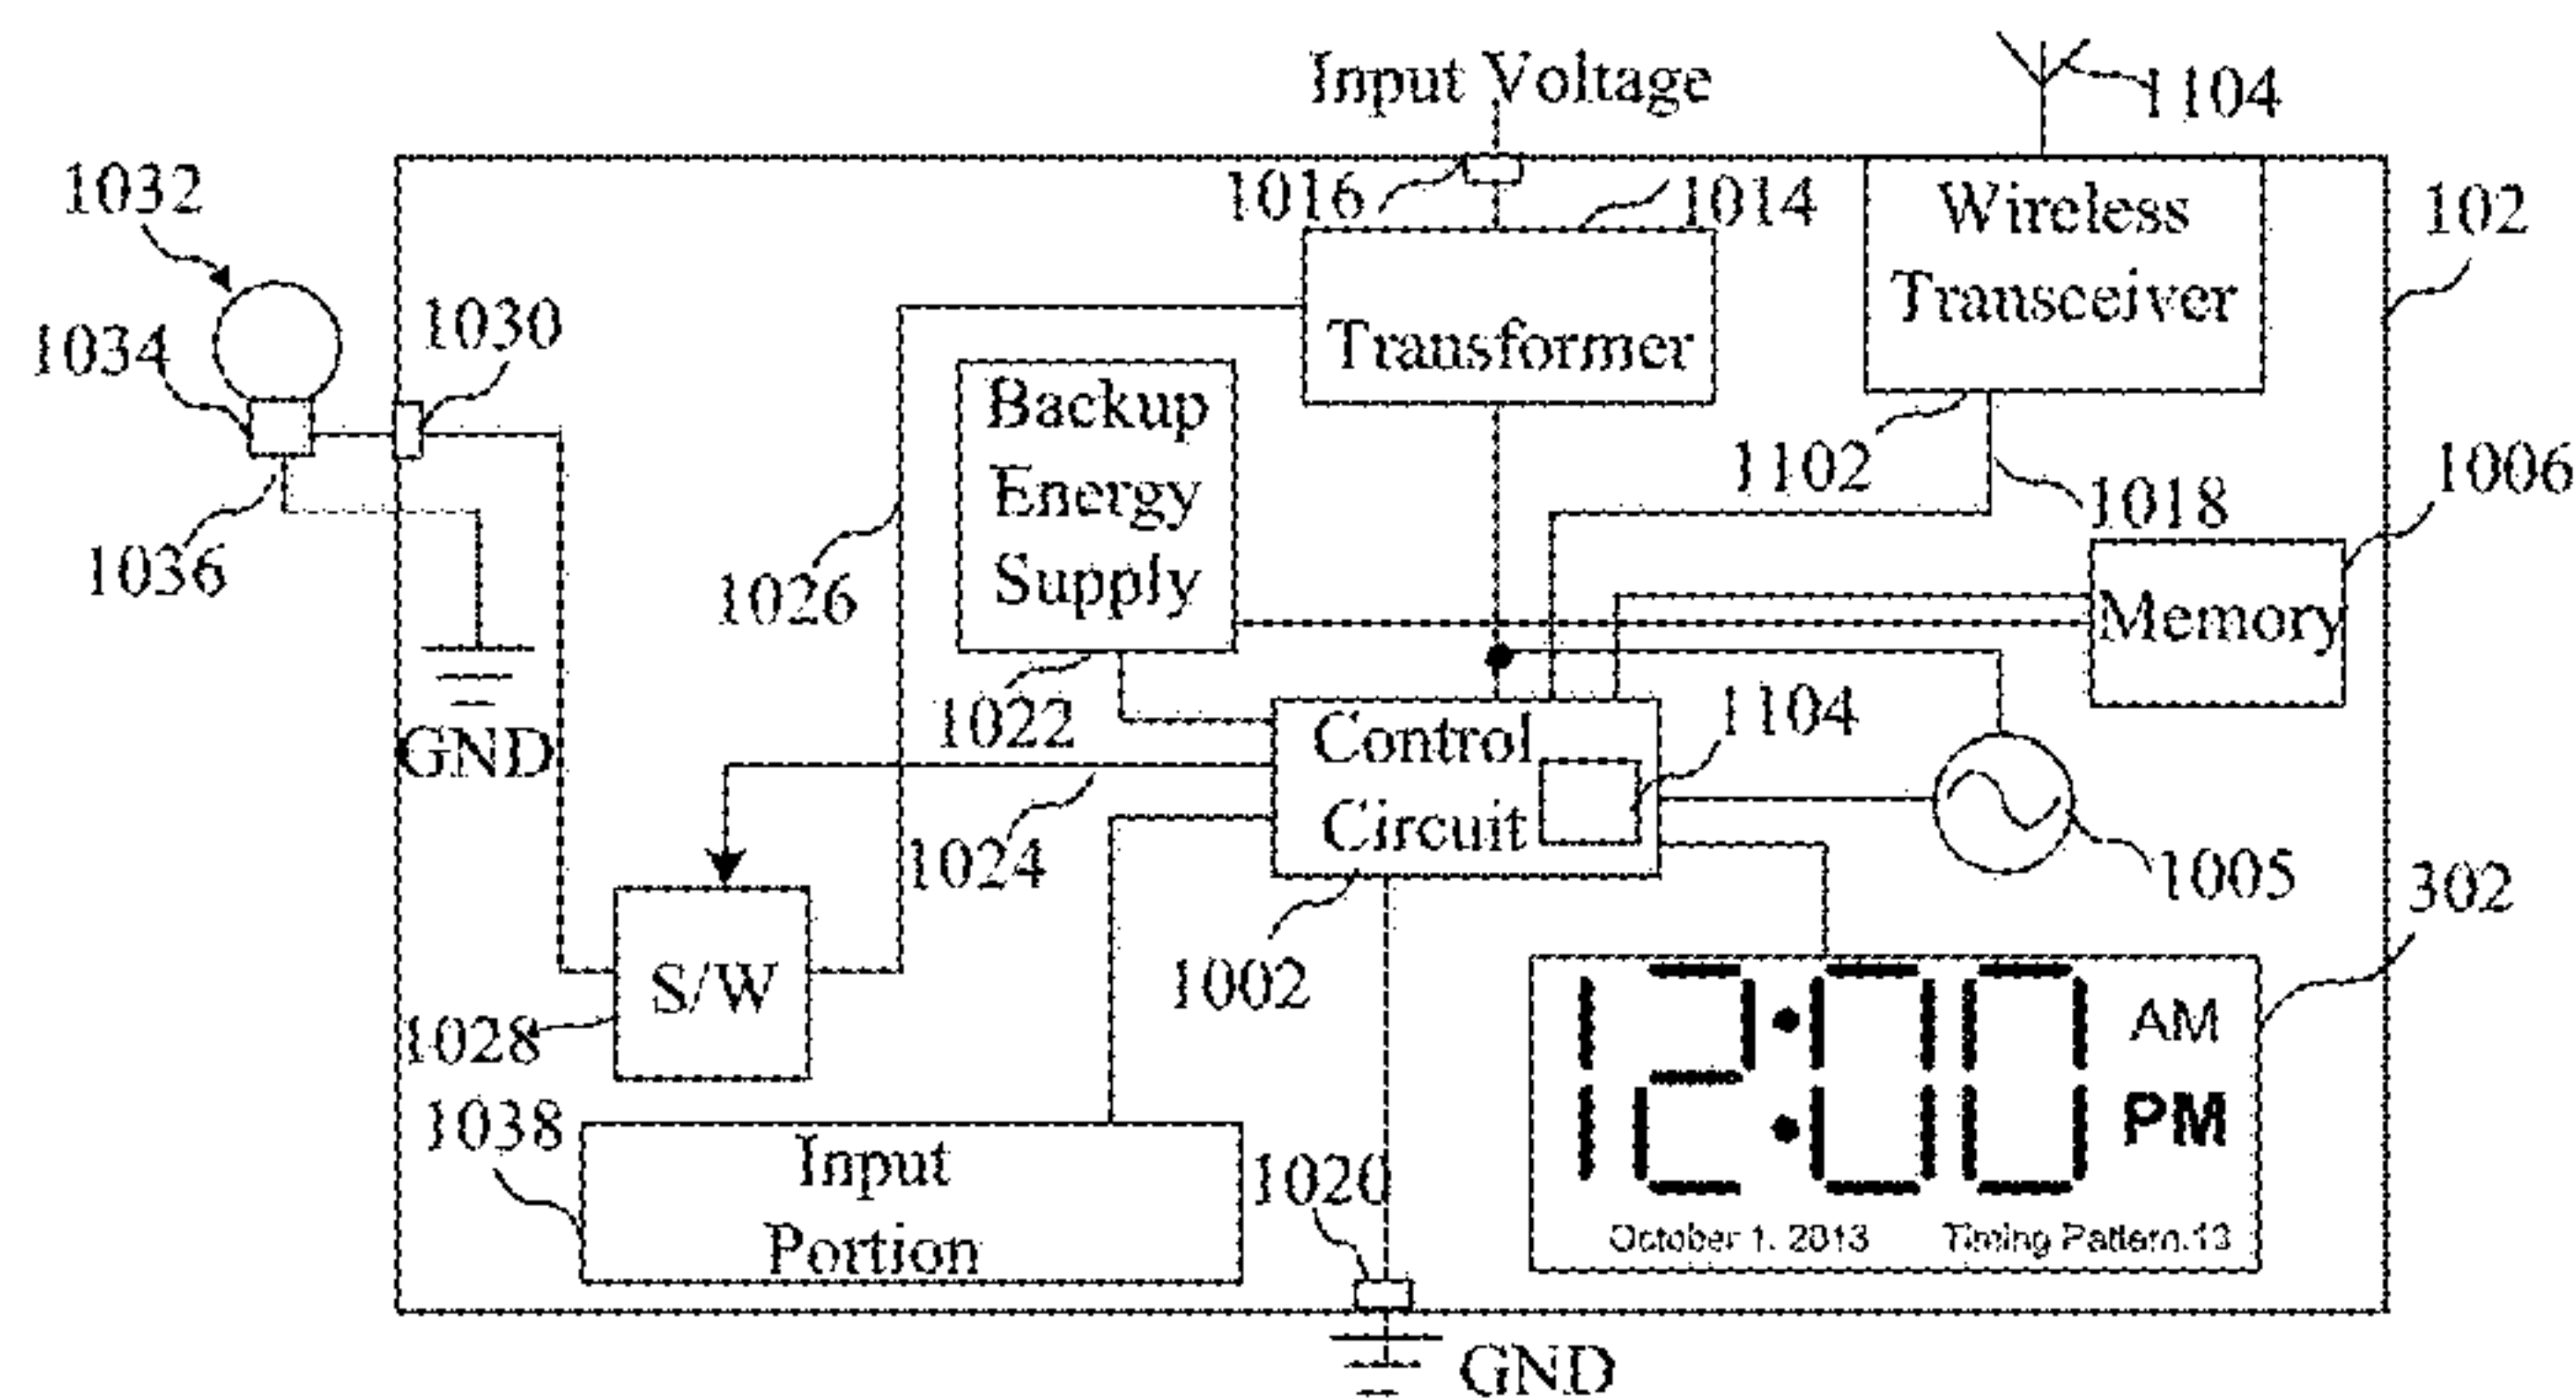 Input Voltage
1104
1032
1016
1014
Wireless
Transceiver
102
1034
1030
Transformer
Backup
Energy
Supply
1102
1018
1006
1036
1026
Memory
1022
Control
Circuit
1104
GND
1024
1005
302
S/W
1002
1028
12:00
AM
PM
1038
Input
Portion
1020
October 1, 2013
Timing Pattern.13
GND